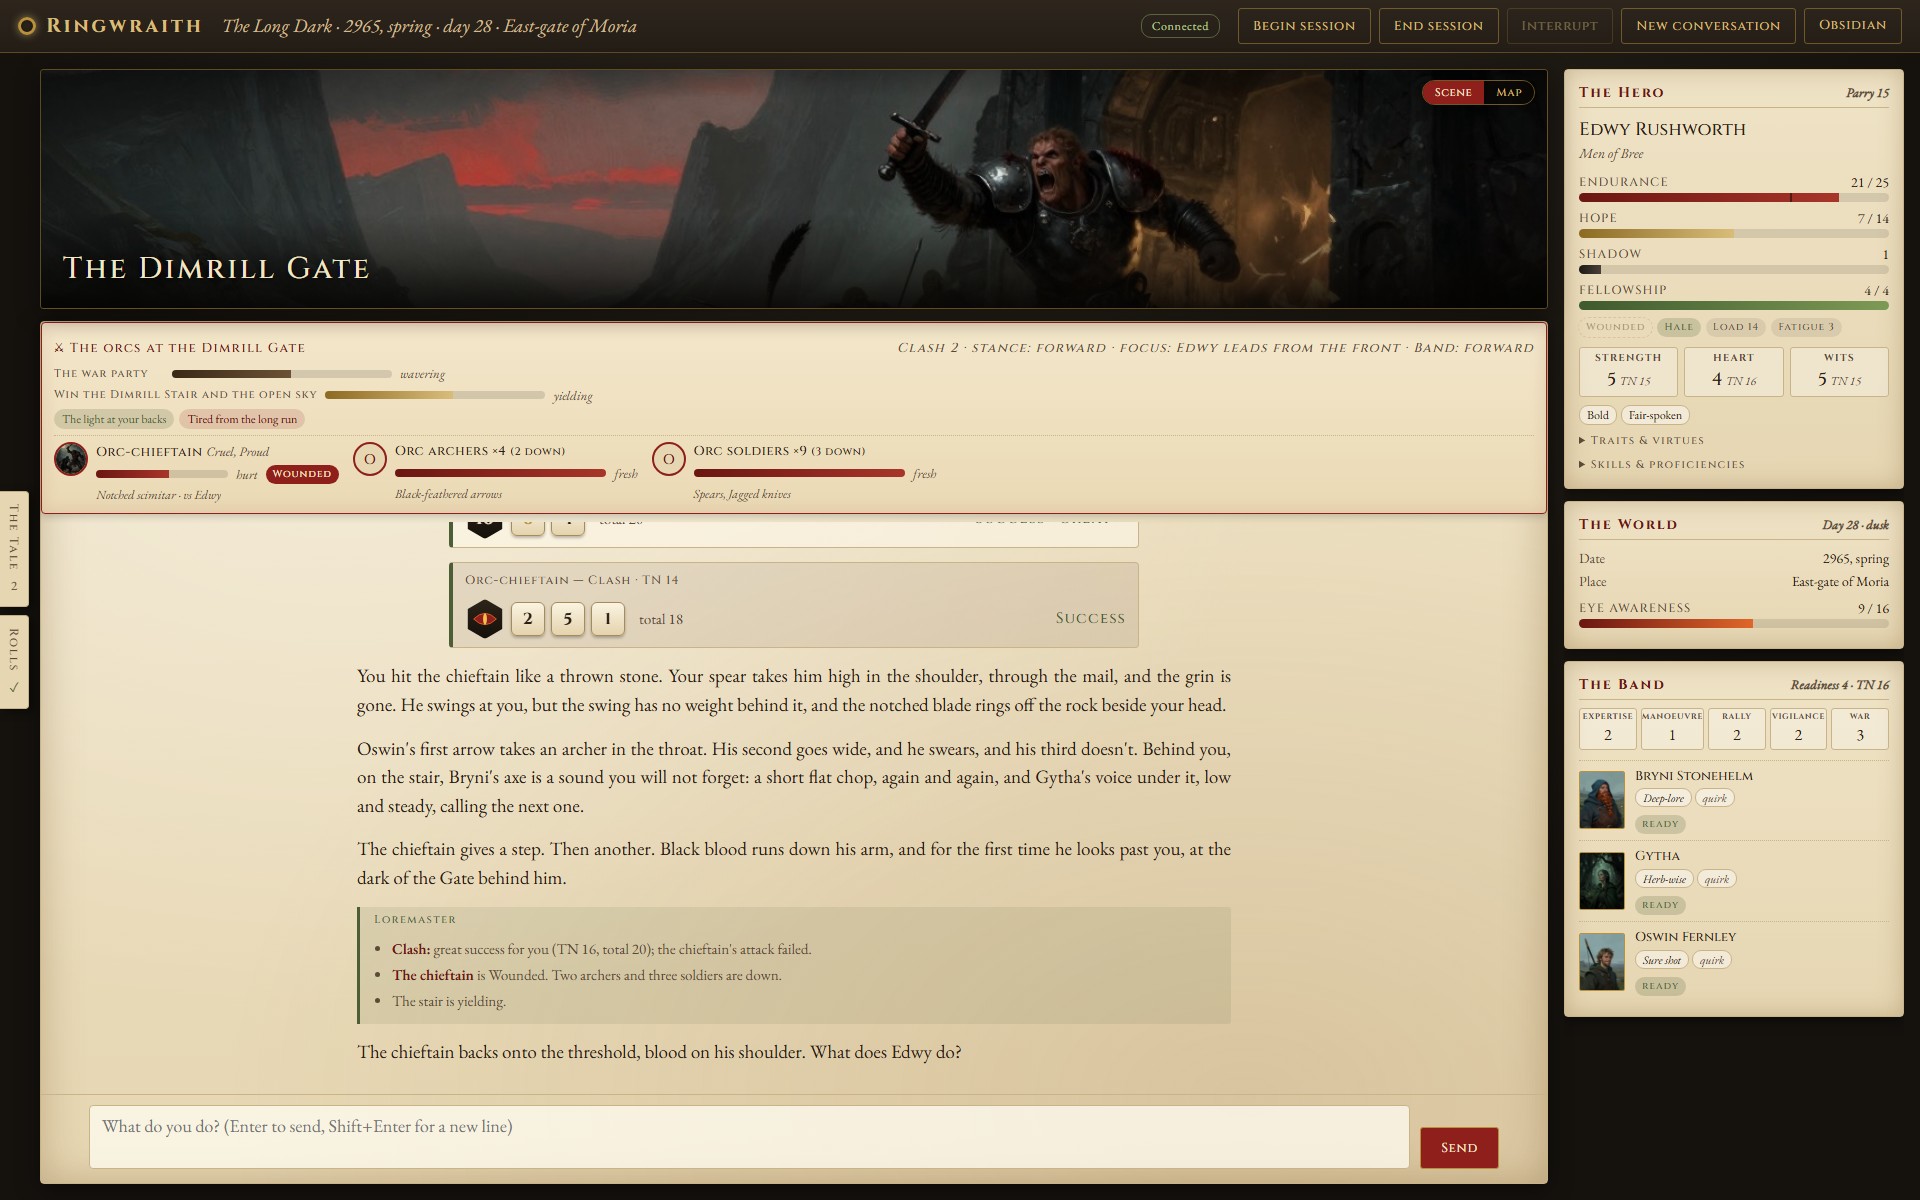 RINGWRAITH The Long Dark · 2965, spring · day 28 · East-gate of Moria Connected BEGIN SESSION END SESSION INTERRUPT NEW CONVERSATION OBSIDIAN
SCENE MAP
THE DIMRILL GATE
THE ORCS AT THE DIMRILL GATE CLASH 2 · STANCE: FORWARD · FOCUS: EDWY LEADS FROM THE FRONT · BAND: FORWARD
THE WAR PARTY wavering
WIN THE DIMRILL STAIR AND THE OPEN SKY yielding
The light at your backs Tired from the long run
ORC-CHIEFTAIN Cruel, Proud
hurt WOUNDED
Notched scimitar · vs Edwy
O ORC ARCHERS ×4 (2 DOWN)
fresh
Black-feathered arrows
O ORC SOLDIERS ×9 (3 DOWN)
fresh
Spears, Jagged knives
THE TALE 2
ROLLS ✓
ORC-CHIEFTAIN — CLASH · TN 14
2 5 1 total 18 SUCCESS
You hit the chieftain like a thrown stone. Your spear takes him high in the shoulder, through the mail, and the grin is
gone. He swings at you, but the swing has no weight behind it, and the notched blade rings off the rock beside your head.
Oswin's first arrow takes an archer in the throat. His second goes wide, and he swears, and his third doesn't. Behind you,
on the stair, Bryni's axe is a sound you will not forget: a short flat chop, again and again, and Gytha's voice under it, low
and steady, calling the next one.
The chieftain gives a step. Then another. Black blood runs down his arm, and for the first time he looks past you, at the
dark of the Gate behind him.
LOREMASTER
• Clash: great success for you (TN 16, total 20); the chieftain's attack failed.
• The chieftain is Wounded. Two archers and three soldiers are down.
• The stair is yielding.
The chieftain backs onto the threshold, blood on his shoulder. What does Edwy do?
What do you do? (Enter to send, Shift+Enter for a new line)
SEND
THE HERO Parry 15
EDWY RUSHWORTH
Men of Bree
ENDURANCE 21 / 25
HOPE 7 / 14
SHADOW 1
FELLOWSHIP 4 / 4
WOUNDED HALE LOAD 14 FATIGUE 3
STRENGTH HEART WITS
5 TN 15 4 TN 16 5 TN 15
Bold Fair-spoken
▶ TRAITS & VIRTUES
▶ SKILLS & PROFICIENCIES
THE WORLD Day 28 · dusk
Date 2965, spring
Place East-gate of Moria
EYE AWARENESS 9 / 16
THE BAND Readiness 4 · TN 16
EXPERTISE MANOEUVRE RALLY VIGILANCE WAR
2 1 2 2 3
BRYNI STONEHELM
Deep-lore quirk
READY
GYTHA
Herb-wise quirk
READY
OSWIN FERNLEY
Sure shot quirk
READY